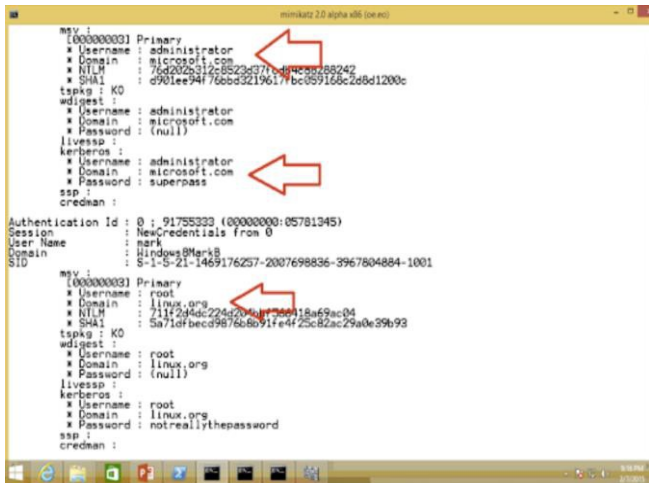 mimikatz 2.0 alpha x86 (oe.eo)
msv :
[00000003] Primary
* Username : administrator
* Domain : microsoft.com
* NTLM :
* SHA1 : d901ee94f76bbd3219617fbc059168c2d8d1200c
tspkg : KO
wdigest :
* Username : administrator
* Domain : microsoft.com
* Password : (null)
livessp :
kerberos :
* Username : administrator
* Domain : microsoft.com
* Password : superpass
ssp :
credman :
Authentication Id : 0 ; 91755333 (00000000:05781345)
Session : NewCredentials from 0
User Name : mark
Domain : Windows8MarkB
SID : S-1-5-21-1469176257-2007698836-3967804884-1001
msv :
[00000003] Primary
* Username : root
* Domain : linux.org
* NTLM :
* SHA1 : 5a71dfbecd9876b8b91fe4f25c82ac29a0e39b93
tspkg : KO
wdigest :
* Username : root
* Domain : linux.org
* Password : (null)
livessp :
kerberos :
* Username : root
* Domain : linux.org
* Password : notreallythepassword
ssp :
credman :